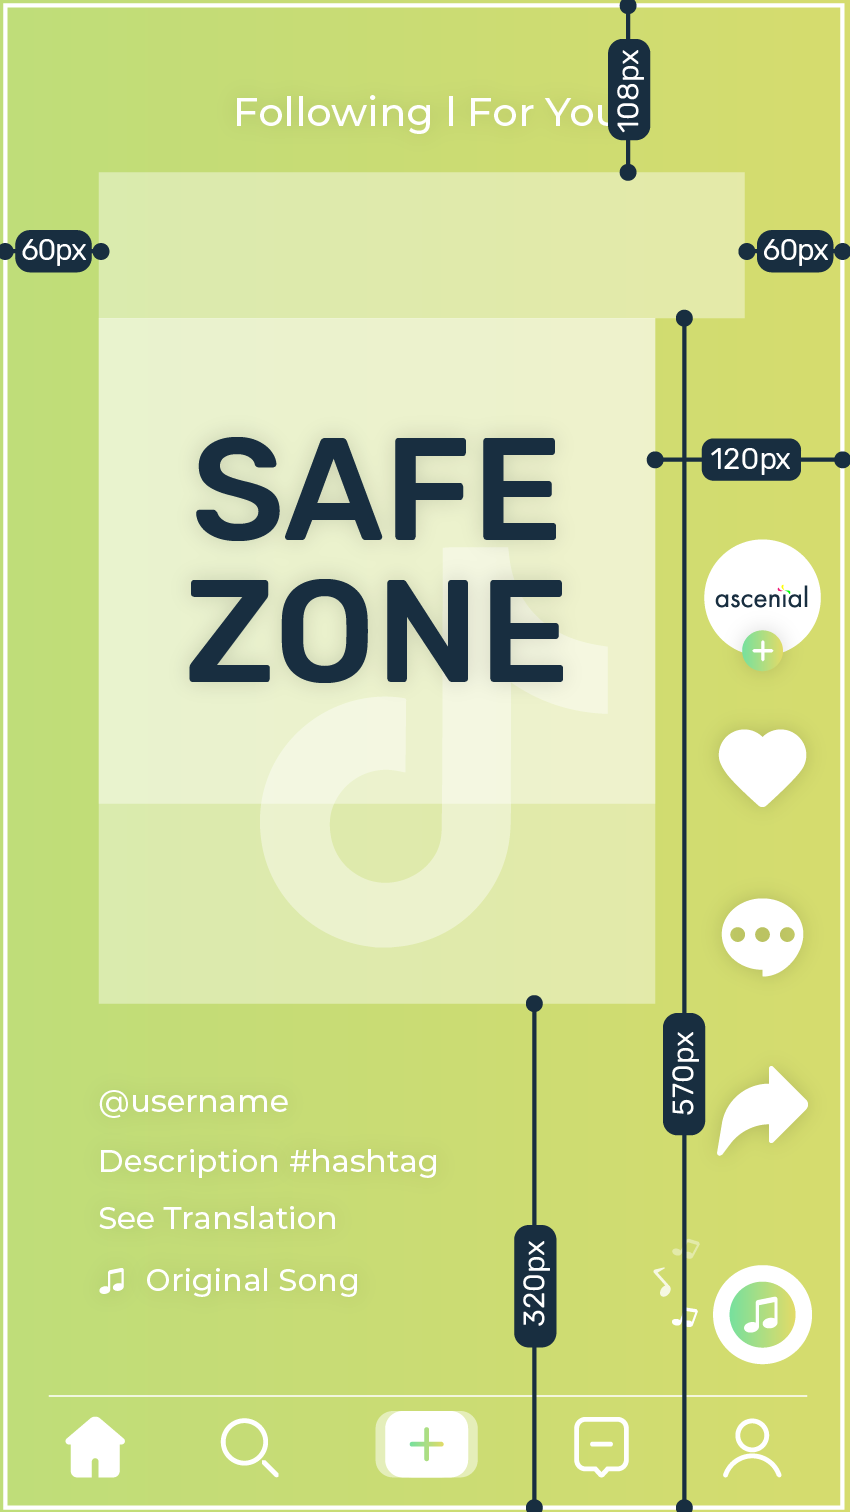 Following l For You
108px
60px
60px
120px
SAFE
ZONE
ascenial
570px
@username
Description #hashtag
See Translation
Original Song
320px